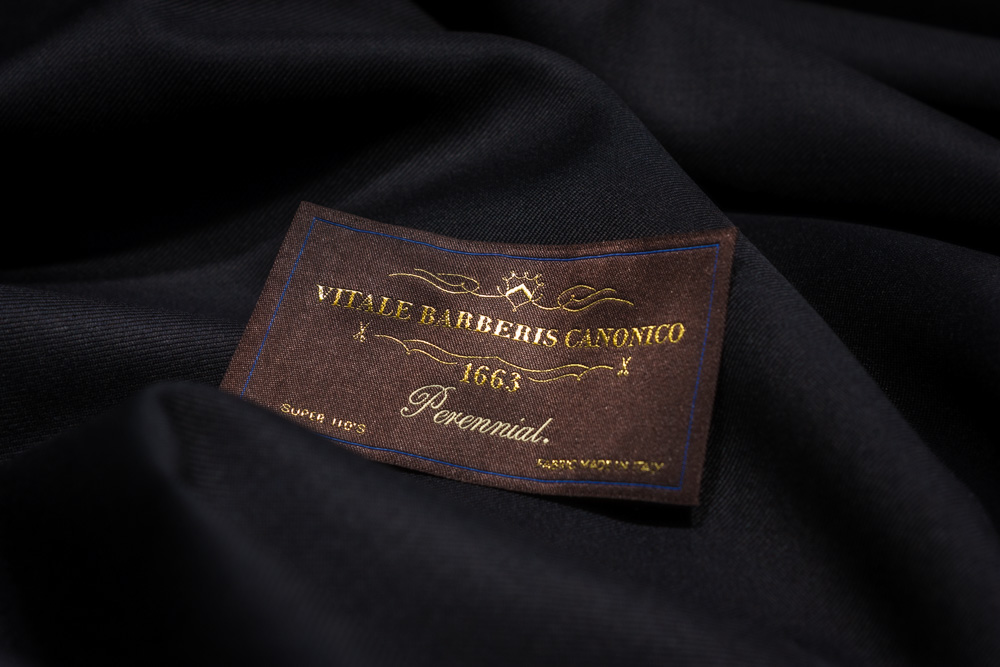 VITALE BARBERIS CANONICO
1663
Perennial.
SUPER 110'S
FABRIC MADE IN ITALY